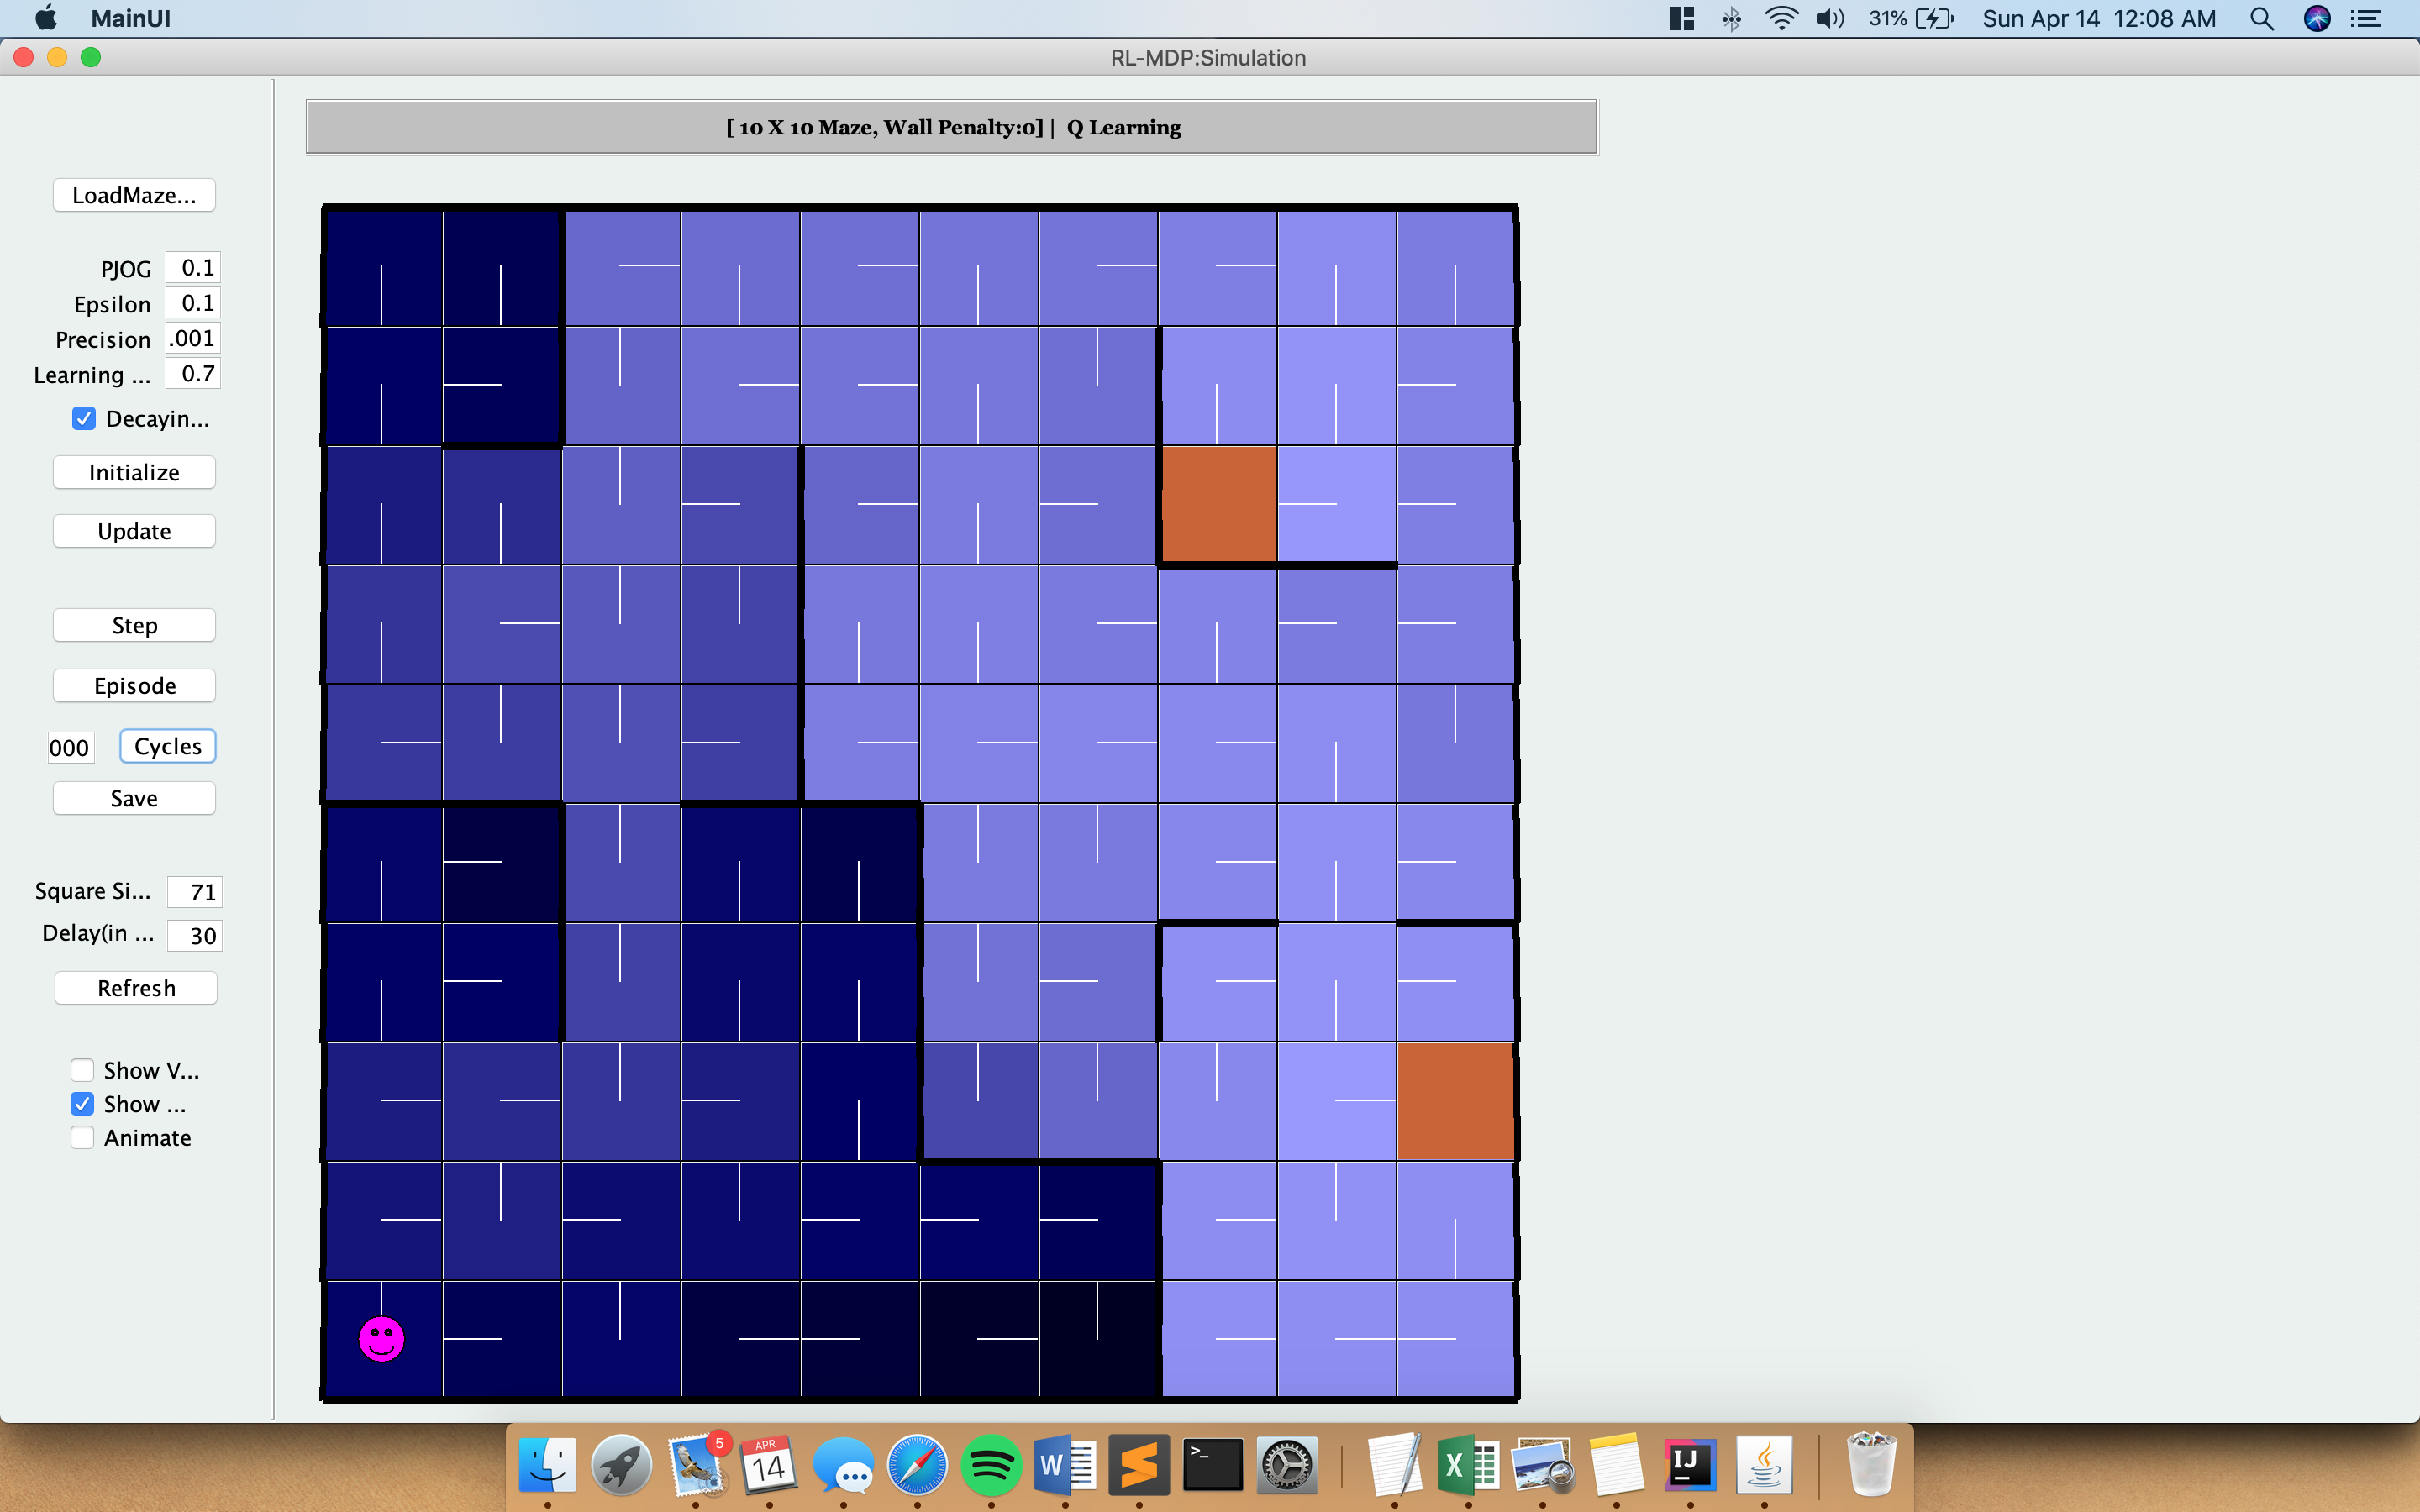 MainUI
31%
Sun Apr 14 12:08 AM
RL-MDP:Simulation
[ 10 X 10 Maze, Wall Penalty:0] | Q Learning
LoadMaze...
PJOG 0.1
Epsilon 0.1
Precision .001
Learning ... 0.7
Decayin...
Initialize
Update
Step
Episode
000 Cycles
Save
Square Si... 71
Delay(in ... 30
Refresh
Show V...
Show ...
Animate
5
APR
14
W
>_
X
IJ